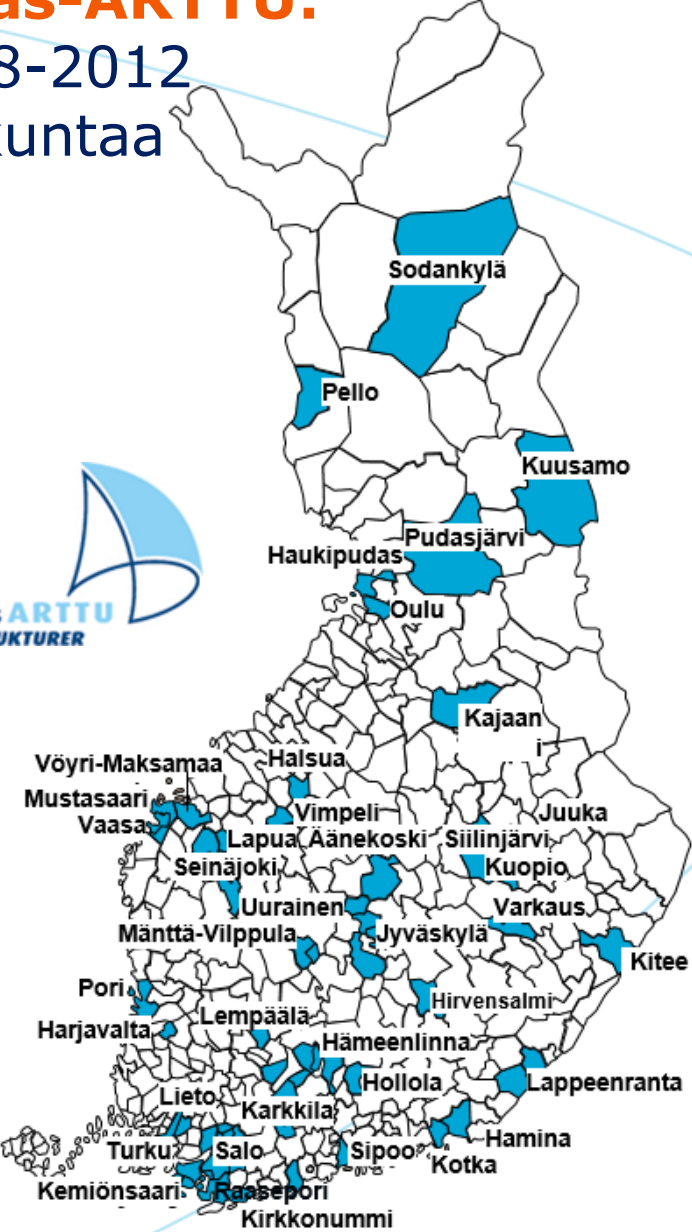 as-ARTTU:
8-2012
kuntaa
Sodankylä
Pello
Kuusamo
Pudasjärvi
Haukipudas
Oulu
ARTTU
UKTURER
Kajaan
i
Vöyri-Maksamaa
Halsua
Mustasaari
Vimpeli
Juuka
Vaasa
Lapua
Äänekoski
Siilinjärvi
Seinäjoki
Kuopio
Uurainen
Varkaus
Mänttä-Vilppula
Jyväskylä
Kitee
Pori
Hirvensalmi
Harjavalta
Lempäälä
Hämeenlinna
Hollola
Lappeenranta
Lieto
Karkkila
Hamina
Turku
Salo
Sipoo
Kotka
Kemiönsaari
Raasepori
Kirkkonummi